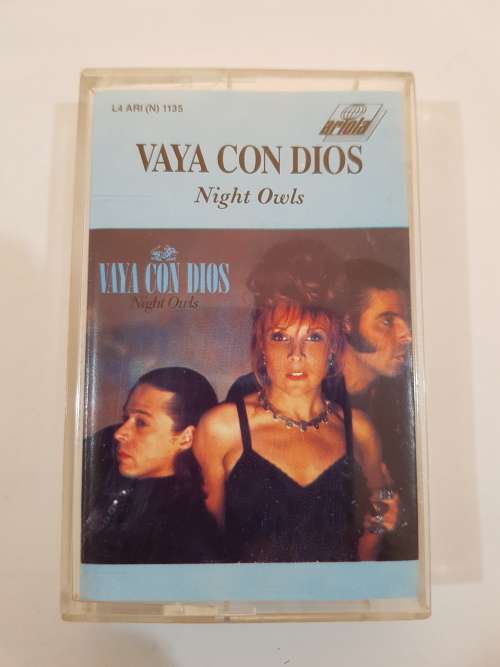 L4 ARI (N) 1135
ariola
VAYA CON DIOS
Night Owls
VAYA CON DIOS
Night Owls